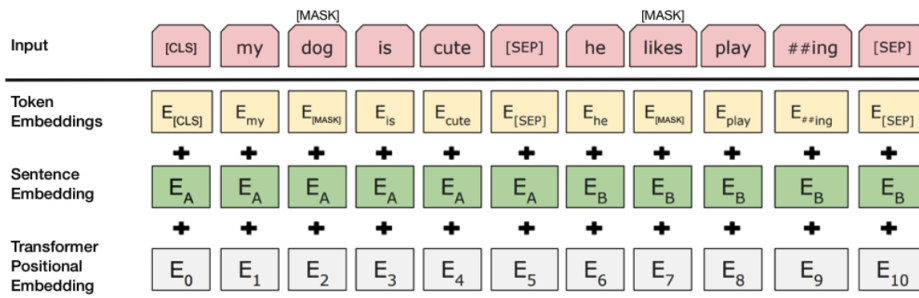 [MASK] [MASK]
Input [CLS] my dog is cute [SEP] he likes play ##ing [SEP]
Token Embeddings E[CLS] Emy E[MASK] Eis Ecute E[SEP] Ehe E[MASK] Eplay E##ing E[SEP]
+ + + + + + + + + + +
Sentence Embedding EA EA EA EA EA EA EB EB EB EB EB
+ + + + + + + + + + +
Transformer Positional Embedding E0 E1 E2 E3 E4 E5 E6 E7 E8 E9 E10